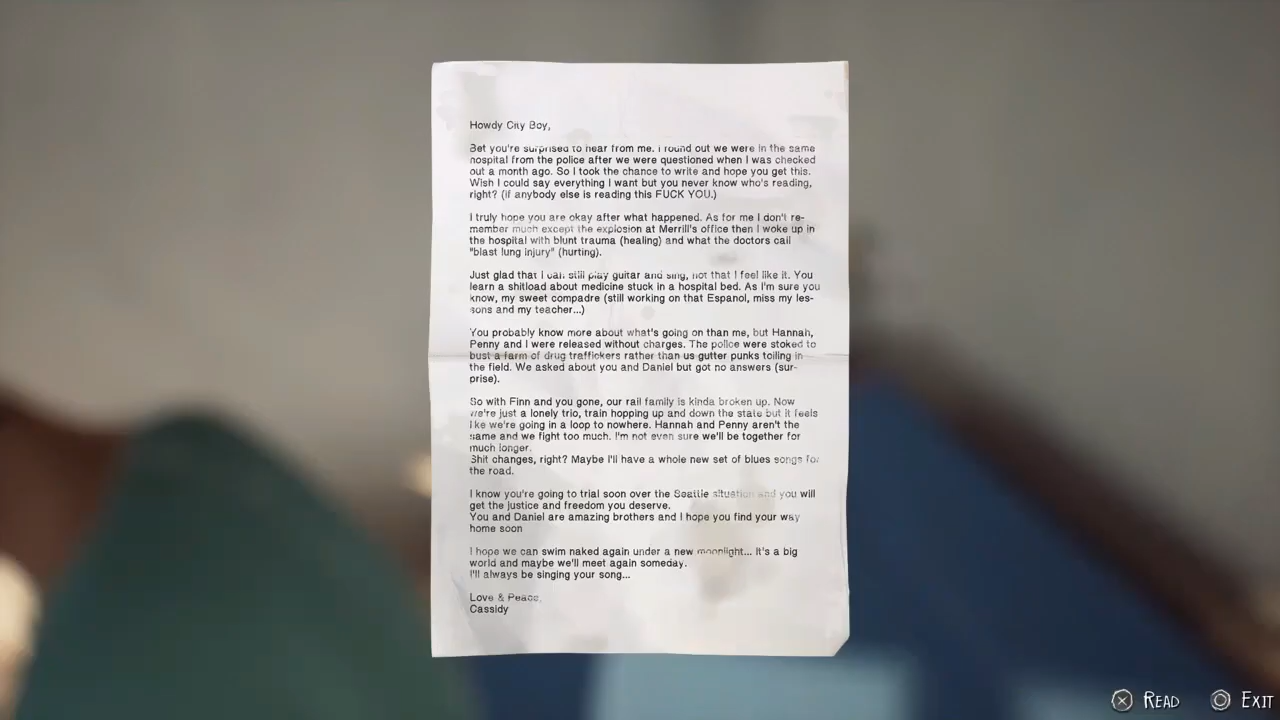 Howdy City Boy,
Bet you're surprised to hear from me. I found out we were in the same
hospital from the police after we were questioned when I was checked
out a month ago. So I took the chance to write and hope you get this.
Wish I could say everything I want but you never know who's reading,
right? (if anybody else is reading this FUCK YOU.)
I truly hope you are okay after what happened. As for me I don't re-
member much except the explosion at Merrill's office then I woke up in
the hospital with blunt trauma (healing) and what the doctors call
"blast lung injury" (hurting).
Just glad that I can still play guitar and sing, not that I feel like it. You
learn a shitload about medicine stuck in a hospital bed. As I'm sure you
know, my sweet compadre (still working on that Espanol, miss my les-
sons and my teacher...)
You probably know more about what's going on than me, but Hannah,
Penny and I were released without charges. The police were stoked to
bust a farm of drug traffickers rather than us gutter punks toiling in
the field. We asked about you and Daniel but got no answers (sur-
prise).
So with Finn and you gone, our rail family is kinda broken up. Now
we're just a lonely trio, train hopping up and down the state but it feels
like we're going in a loop to nowhere. Hannah and Penny aren't the
same and we fight too much. I'm not even sure we'll be together for
much longer.
Shit changes, right? Maybe I'll have a whole new set of blues songs for
the road.
I know you're going to trial soon over the Seattle situation and you will
get the justice and freedom you deserve.
You and Daniel are amazing brothers and I hope you find your way
home soon
I hope we can swim naked again under a new moonlight... It's a big
world and maybe we'll meet again someday.
I'll always be singing your song...
Love & Peace,
Cassidy
READ EXIT